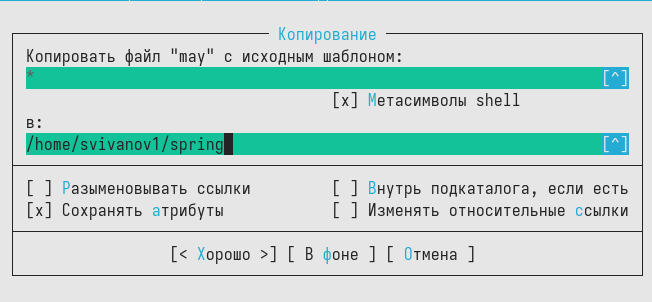 Копирование
Копировать файл "may" с исходным шаблоном:
* [^]
[x] Метасимволы shell
в:
/home/svivanov1/spring [^]
[ ] Разыменовывать ссылки [ ] Внутрь подкаталога, если есть
[x] Сохранять атрибуты [ ] Изменять относительные ссылки
[< Хорошо >] [ В фоне ] [ Отмена ]